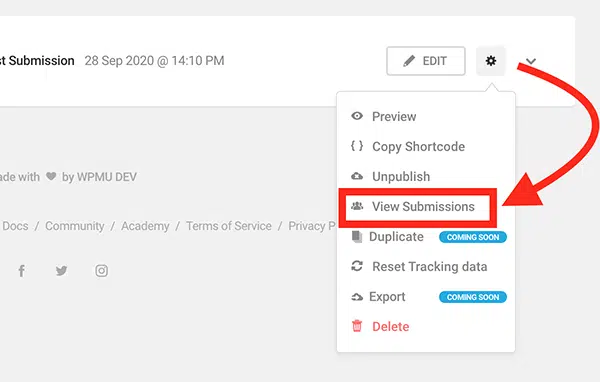 st Submission 28 Sep 2020 @ 14:10 PM EDIT
Preview
{ } Copy Shortcode
Unpublish
ade with ♥ by WPMU DEV
View Submissions
Docs / Community / Academy / Terms of Service / Privacy P
Duplicate COMING SOON
Reset Tracking data
Export COMING SOON
Delete